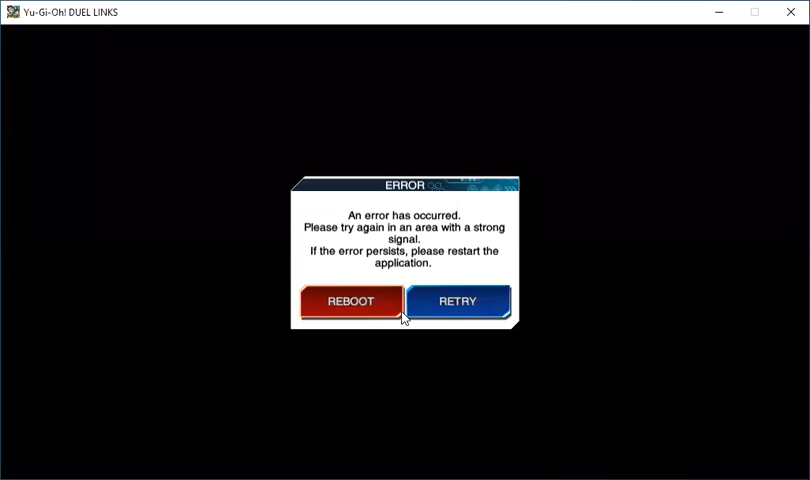 Yu-Gi-Oh! DUEL LINKS
ERROR
An error has occurred.
Please try again in an area with a strong
signal.
If the error persists, please restart the
application.
REBOOT RETRY